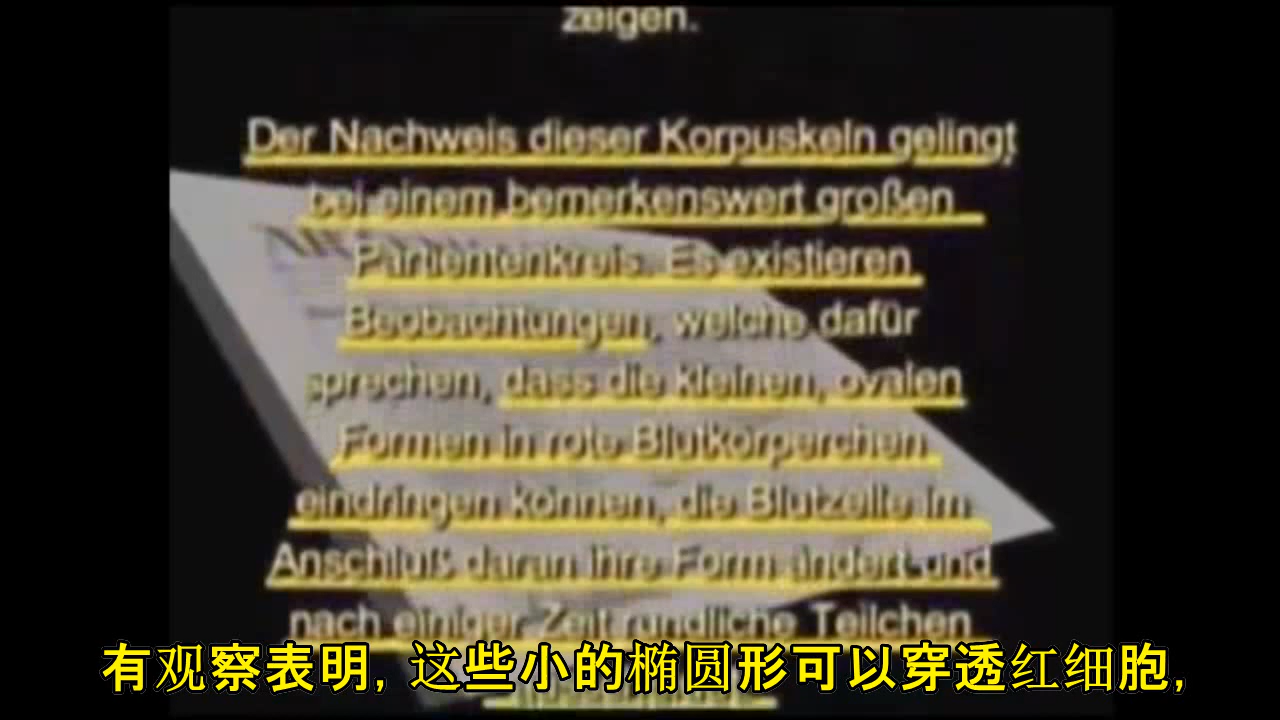 zeigen.
Der Nachweis dieser Korpuskeln gelingt
bei einem bemerkenswert großen
Partientenkreis. Es existieren
Beobachtungen, welche dafür
sprechen, dass die kleinen, ovalen
Formen in rote Blutkörperchen
eindringen können, die Blutzelle im
Anschluß daran ihre Form ändert und
nach einiger Zeit rundliche Teilchen
有观察表明, 这些小的椭圆形可以穿透红细胞,